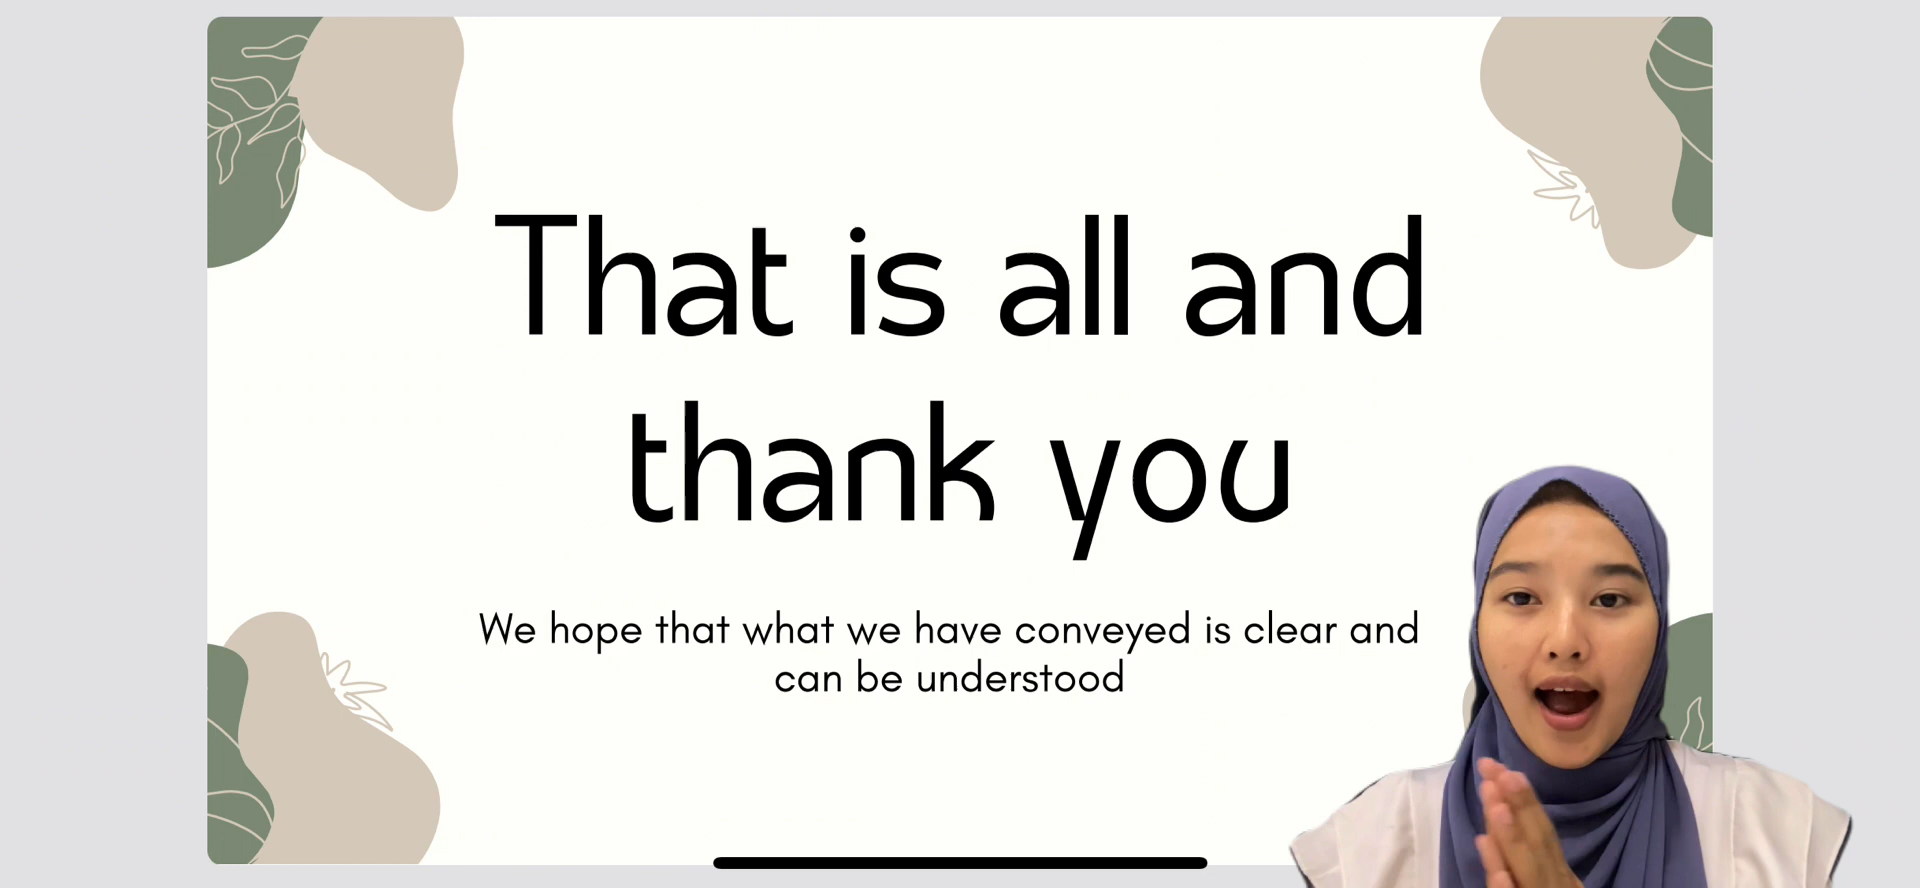 That is all and
thank you
We hope that what we have conveyed is clear and
can be understood